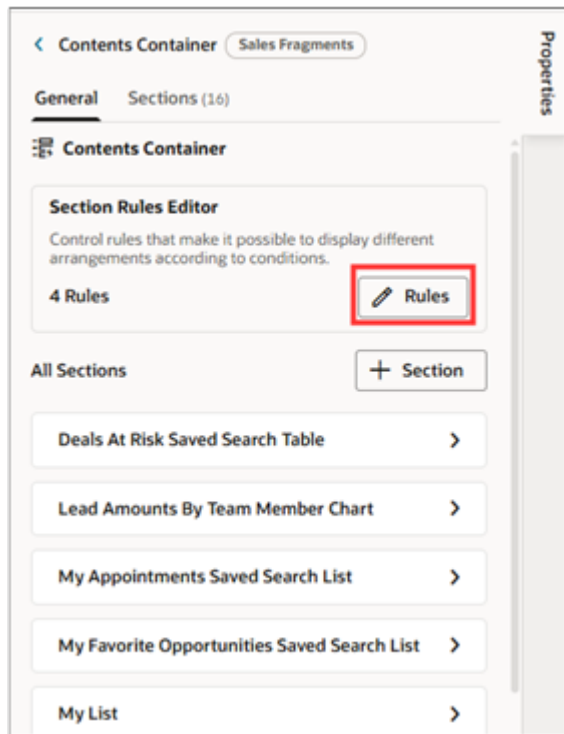 Contents Container Sales Fragments
Properties
General Sections (16)
Contents Container
Section Rules Editor
Control rules that make it possible to display different
arrangements according to conditions.
4 Rules Rules
All Sections + Section
Deals At Risk Saved Search Table
Lead Amounts By Team Member Chart
My Appointments Saved Search List
My Favorite Opportunities Saved Search List
My List